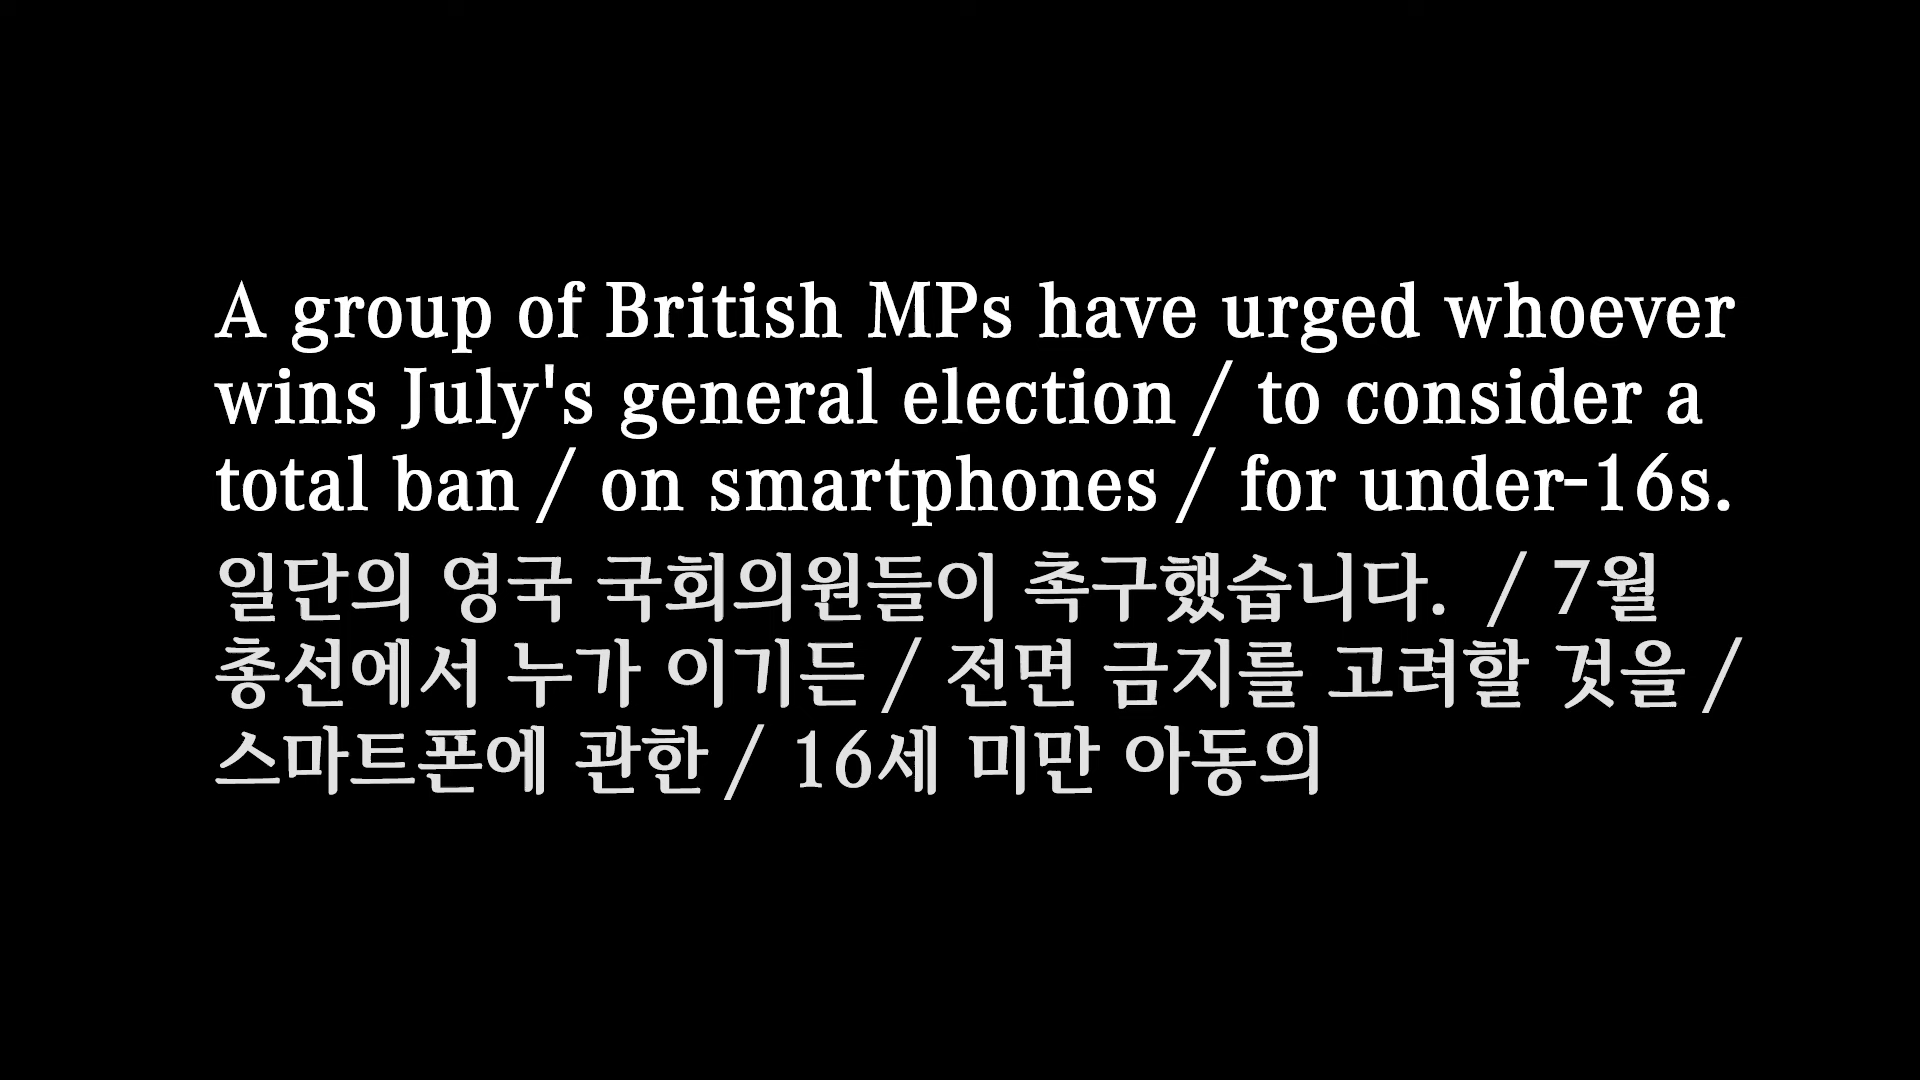 A group of British MPs have urged whoever
wins July's general election / to consider a
total ban / on smartphones / for under-16s.
일단의 영국 국회의원들이 촉구했습니다. / 7월
총선에서 누가 이기든 / 전면 금지를 고려할 것을 /
스마트폰에 관한 / 16세 미만 아동의